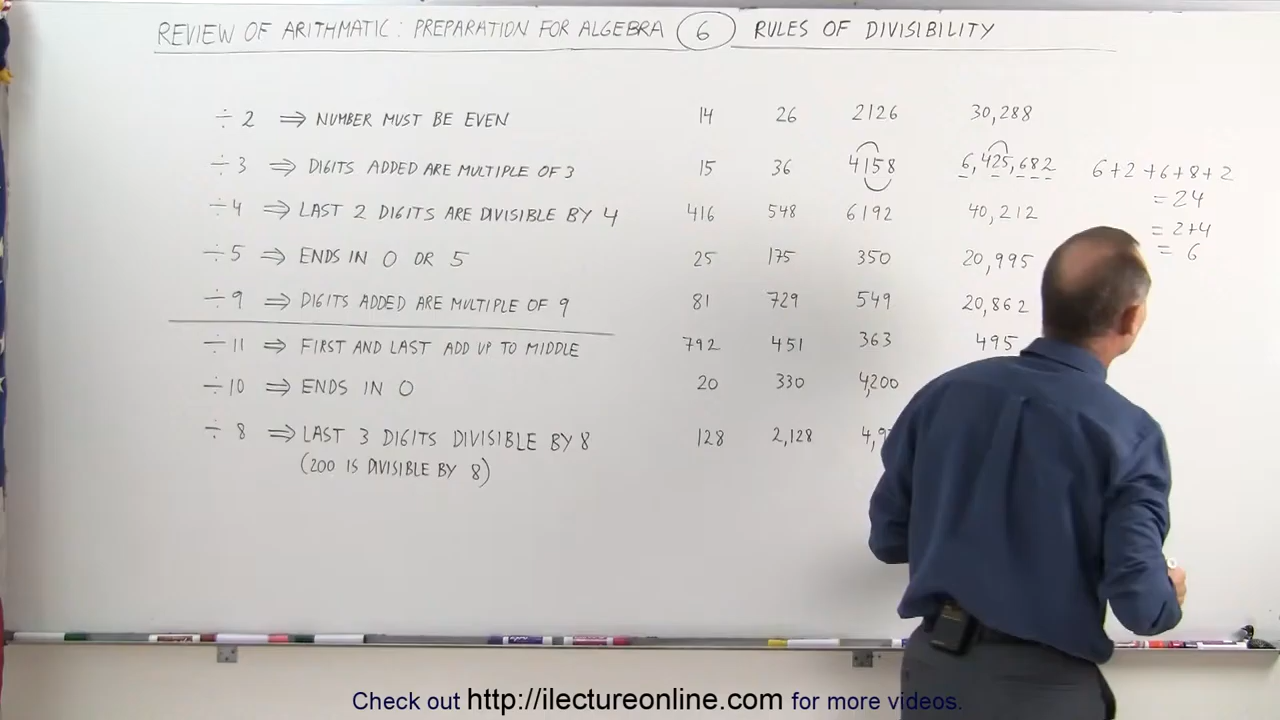 REVIEW OF ARITHMATIC: PREPARATION FOR ALGEBRA 6 RULES OF DIVISIBILITY
÷ 2 ⇒ NUMBER MUST BE EVEN 14 26 2126 30,288
÷ 3 ⇒ DIGITS ADDED ARE MULTIPLE OF 3 15 36 4158 6,425,682 6+2+6+8+2
= 24
÷ 4 ⇒ LAST 2 DIGITS ARE DIVISIBLE BY 4 416 548 6192 40,212
= 2+4
÷ 5 ⇒ ENDS IN 0 OR 5 25 175 350 20,995
= 6
÷ 9 ⇒ DIGITS ADDED ARE MULTIPLE OF 9 81 729 549 20,862
÷ 11 ⇒ FIRST AND LAST ADD UP TO MIDDLE 792 451 363 495
÷ 10 ⇒ ENDS IN 0 20 330 4,200
÷ 8 ⇒ LAST 3 DIGITS DIVISIBLE BY 8 128 2,128
(200 IS DIVISIBLE BY 8)
Check out http://ilectureonline.com for more videos.